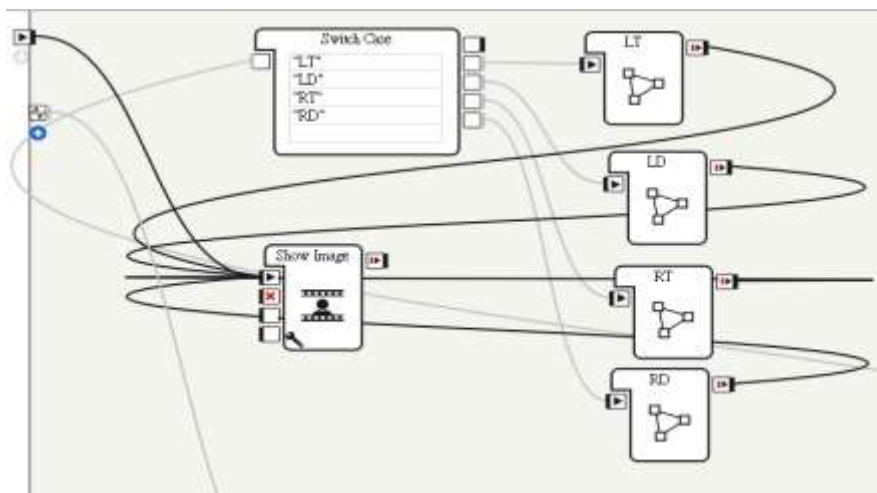 Switch Case
"LT"
"LD"
"RT"
"RD"
LT
LD
Show Image
RT
RD